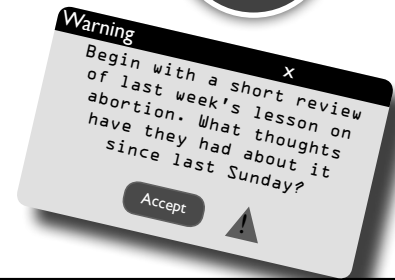 Warning
x
Begin with a short review
of last week's lesson on
abortion. What thoughts
have they had about it
since last Sunday?
Accept
!